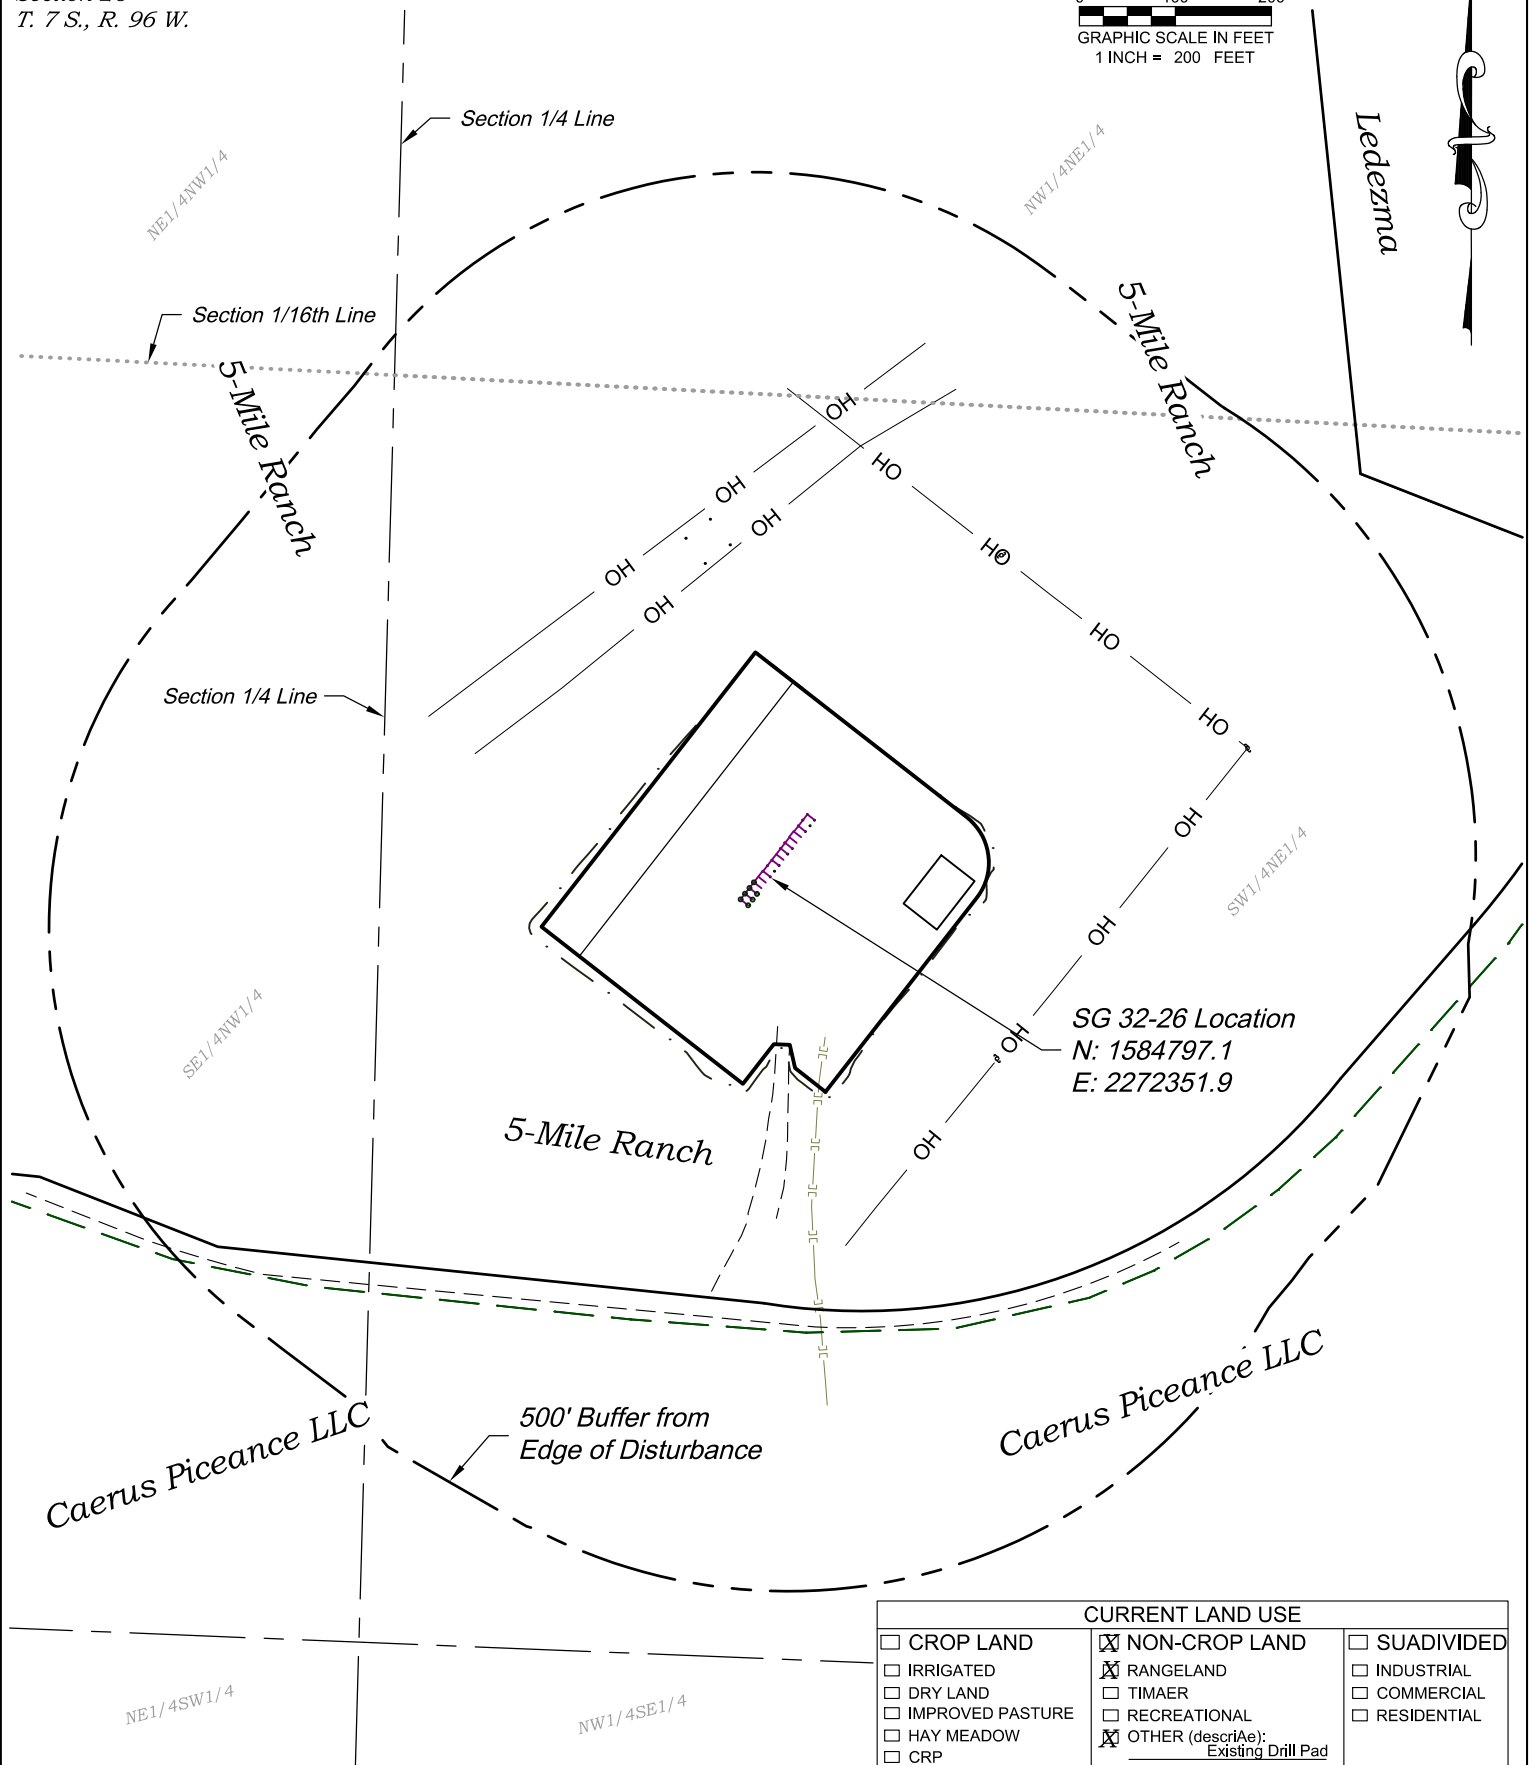 T. 7 S., R. 96 W.
GRAPHIC SCALE IN FEET
1 INCH = 200 FEET
Section 1/4 Line
Ledezma
NE1/4NW1/4
NW1/4NE1/4
Section 1/16th Line
5-Mile Ranch
5-Mile Ranch
OH
OH
OH
OH
OH
OH
OH
OH
OH
Section 1/4 Line
OH
OH
SW1/4NE1/4
OH
SE1/4NW1/4
SG 32-26 Location
N: 1584797.1
E: 2272351.9
OH
5-Mile Ranch
OH
Caerus Piceance LLC
Caerus Piceance LLC
500' Buffer from
Edge of Disturbance
CURRENT LAND USE
CROP LAND
IRRIGATED
DRY LAND
IMPROVED PASTURE
HAY MEADOW
CRP
X NON-CROP LAND
X RANGELAND
TIMAER
RECREATIONAL
X OTHER (descriAe):
Existing Drill Pad
SUADIVIDED
INDUSTRIAL
COMMERCIAL
RESIDENTIAL
NE1/4SW1/4
NW1/4SE1/4